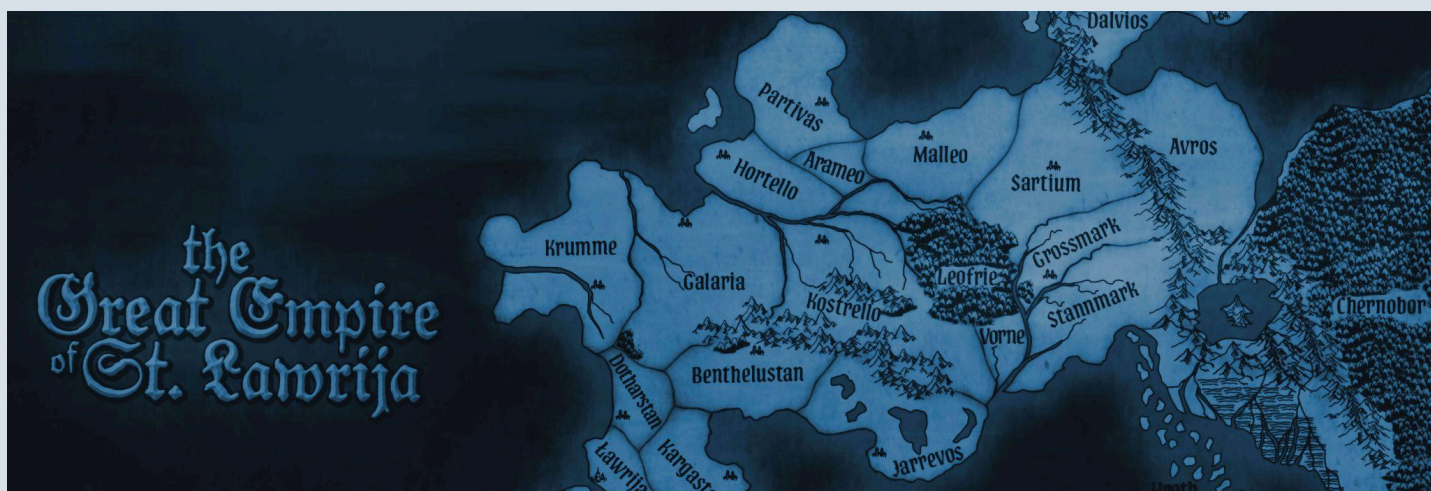 the
Great Empire
of St. Lawrija
Dalvios
Partivas
Malleo
Avros
Arameo
Hortello
Sartium
Krumme
Grossmark
Galaria
Leofrie
Kostrello
Stannmark
Chernobor
Vorne
Benthelustan
Dotharstan
Jarrevos
Lawrija